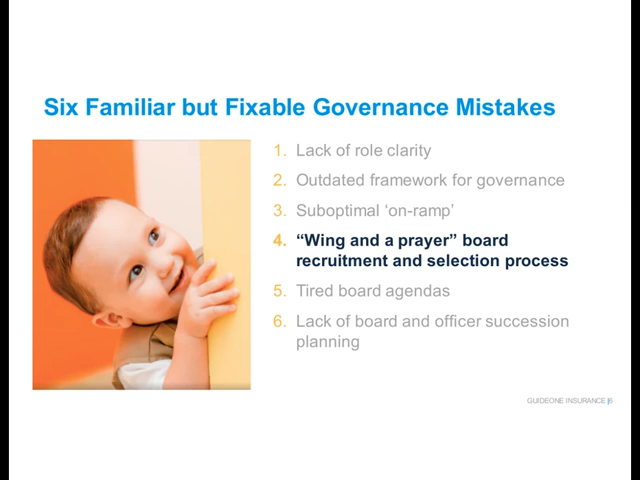 Six Familiar but Fixable Governance Mistakes
1. Lack of role clarity
2. Outdated framework for governance
3. Suboptimal ‘on-ramp’
4. “Wing and a prayer” board
recruitment and selection process
5. Tired board agendas
6. Lack of board and officer succession
planning
GUIDEONE INSURANCE |6